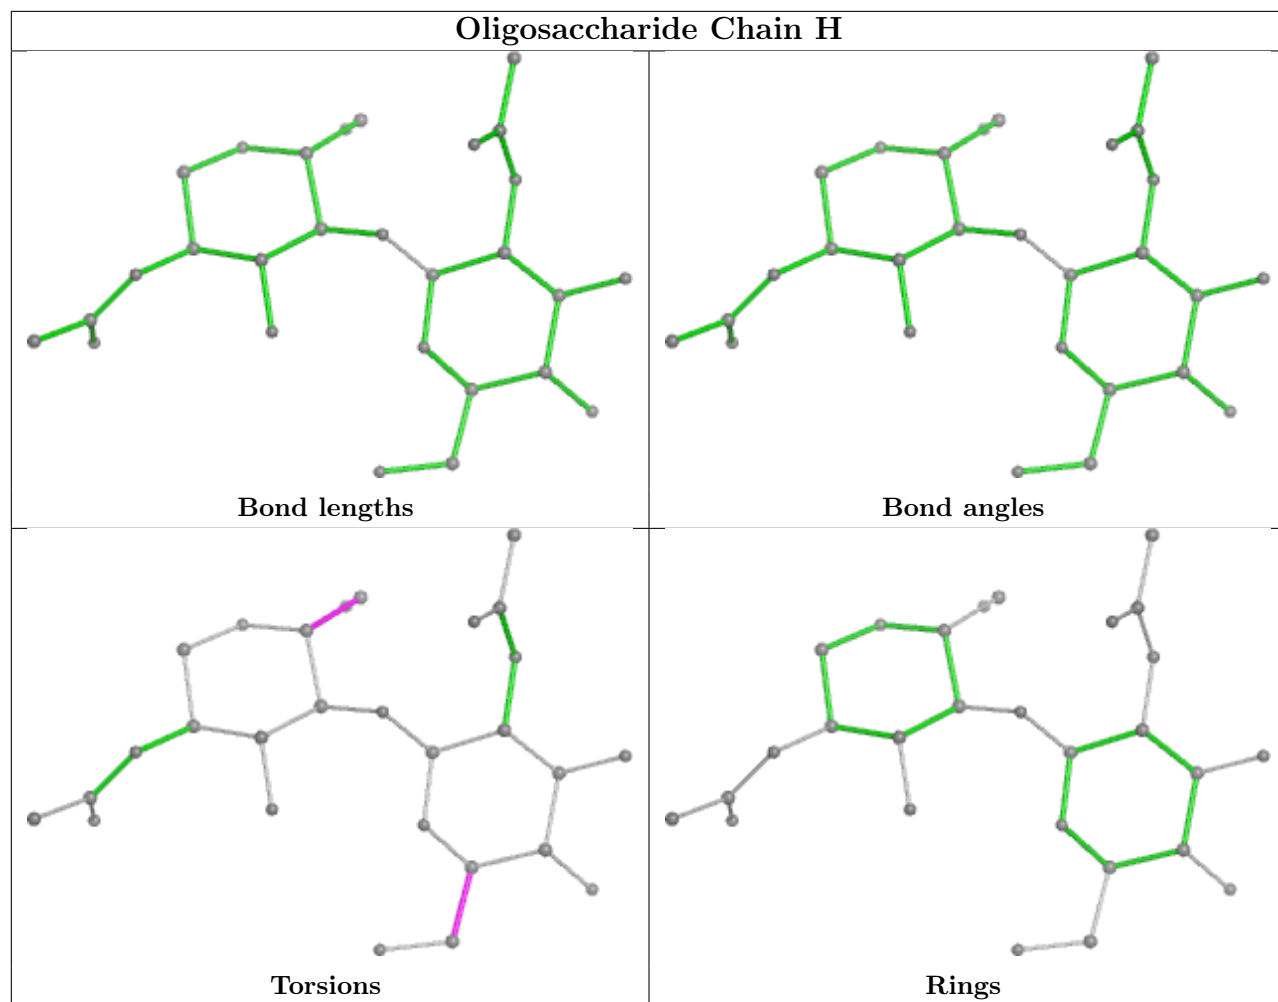 Oligosaccharide Chain H
Bond lengths
Bond angles
Torsions
Rings